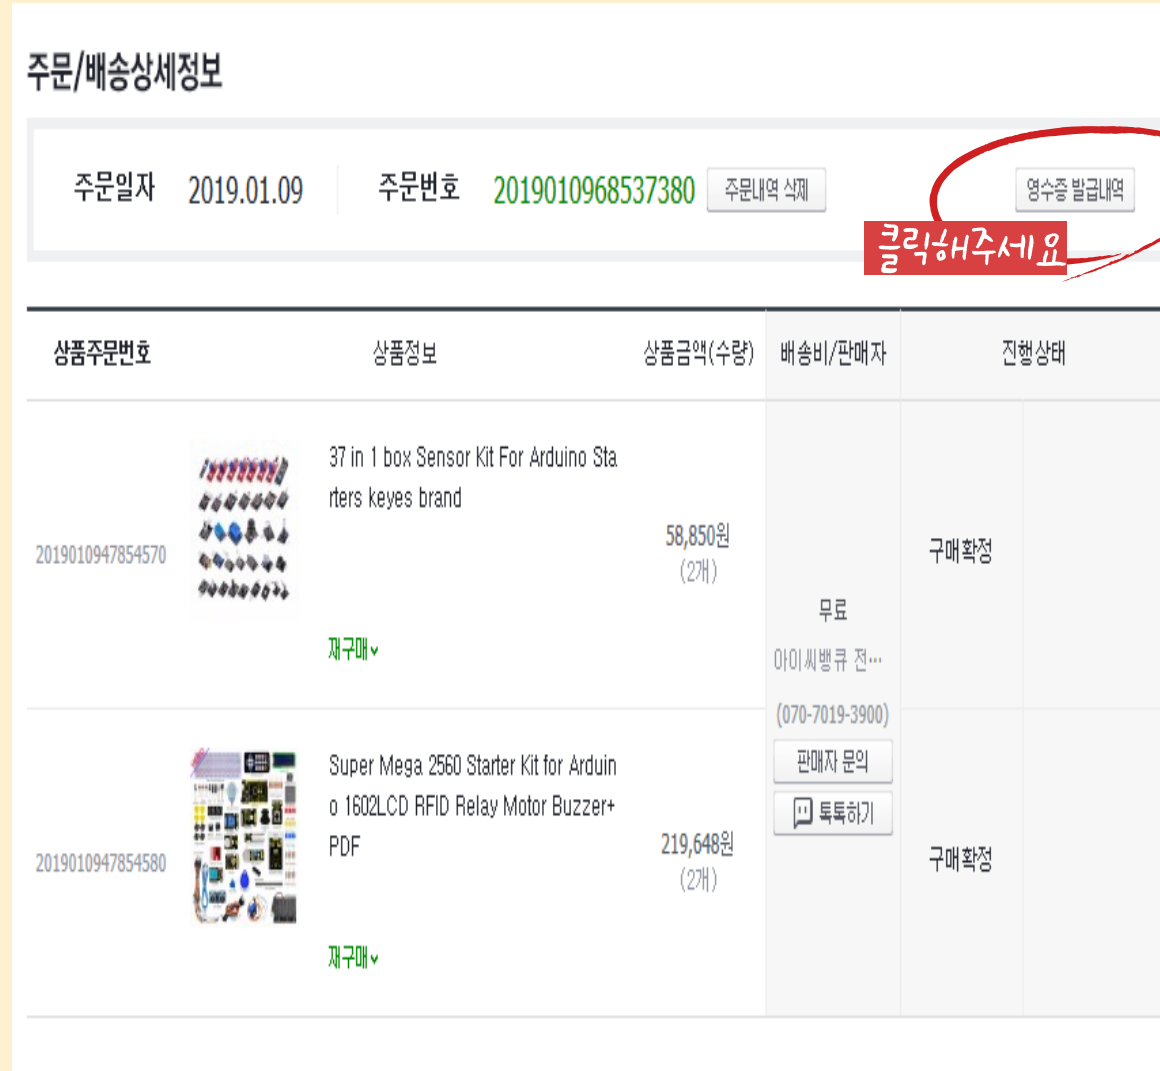 주문/배송상세정보
주문일자 2019.01.09 주문번호 2019010968537380 주문내역 삭제 영수증 발급내역
클릭해주세요
상품주문번호 상품정보 상품금액(수량) 배송비/판매자 진행상태
37 in 1 box Sensor Kit For Arduino Sta
rters keyes brand
2019010947854570 58,850원 구매확정
(2개)
재구매
무료
아이씨뱅큐 전…
(070-7019-3900)
판매자 문의
톡톡하기
Super Mega 2560 Starter Kit for Arduin
o 1602LCD RFID Relay Motor Buzzer+
PDF
2019010947854580 219,648원 구매확정
(2개)
재구매